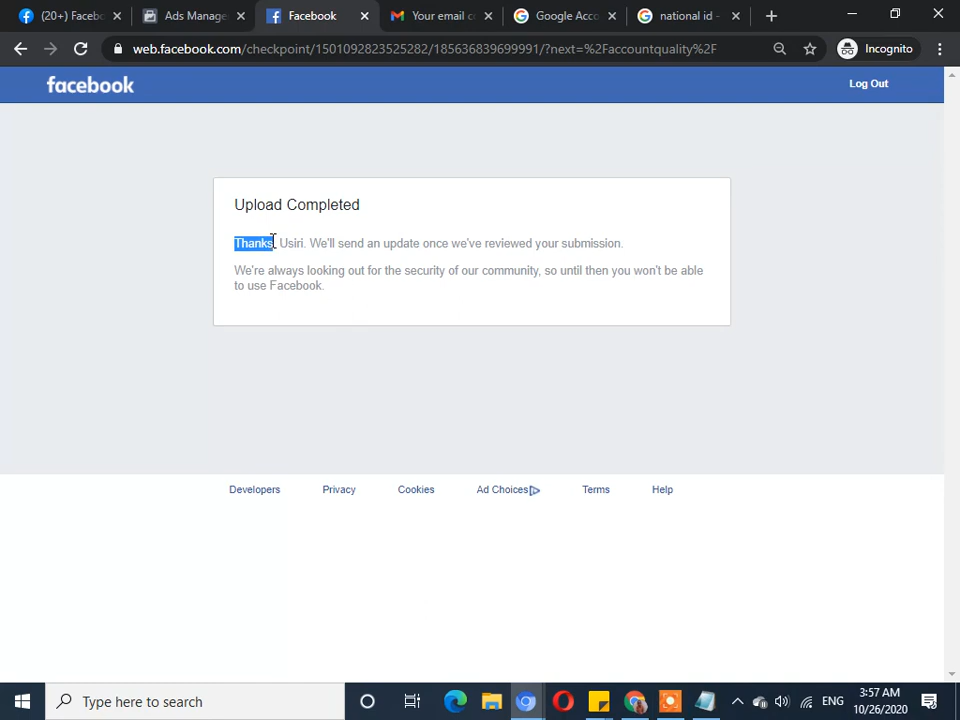 (20+) Faceb
Ads Manage
Facebook
Your email c
Google Acco
national id -
web.facebook.com/checkpoint/1501092823525282/185636839699991/?next=%2Faccountquality%2F
Incognito
facebook
Log Out
Upload Completed
Thanks, Usiri. We'll send an update once we've reviewed your submission.
We're always looking out for the security of our community, so until then you won't be able
to use Facebook.
Developers
Privacy
Cookies
Ad Choices
Terms
Help
Type here to search
ENG
3:57 AM
10/26/2020